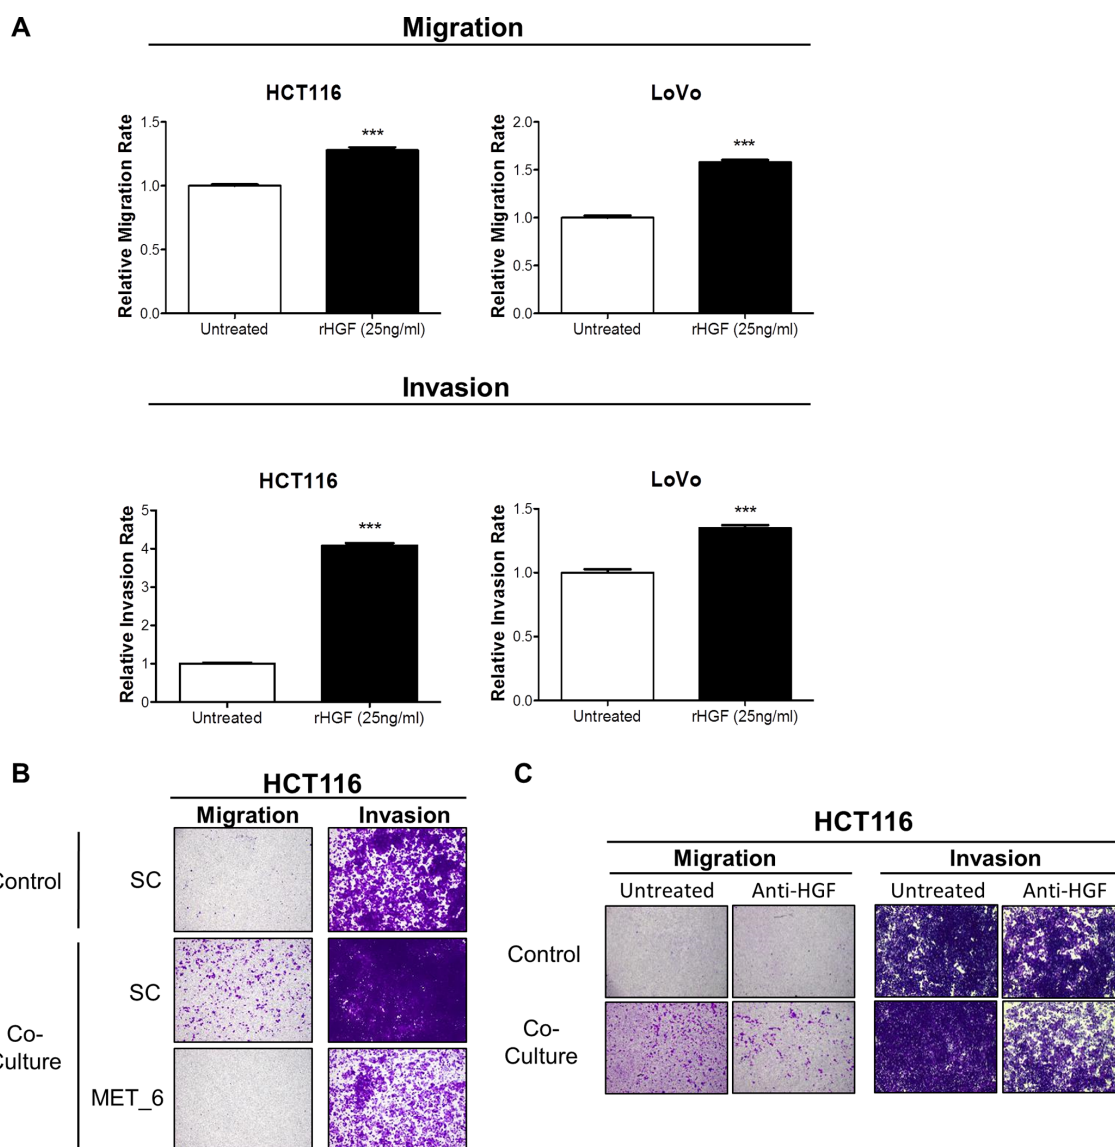 A
Migration
HCT116
LoVo
Relative Migration Rate
1.5
1.0
0.5
0.0
Untreated
rHGF (25ng/ml)
***
Relative Migration Rate
2.0
1.5
1.0
0.5
0.0
Untreated
rHGF (25ng/ml)
***
Invasion
HCT116
LoVo
Relative Invasion Rate
5
4
3
2
1
0
Untreated
rHGF (25ng/ml)
***
Relative Invasion Rate
1.5
1.0
0.5
0.0
Untreated
rHGF (25ng/ml)
***
B
HCT116
Migration Invasion
Control SC
SC
Co-
Culture
MET_6
C
HCT116
Migration Invasion
Untreated Anti-HGF Untreated Anti-HGF
Control
Co-
Culture